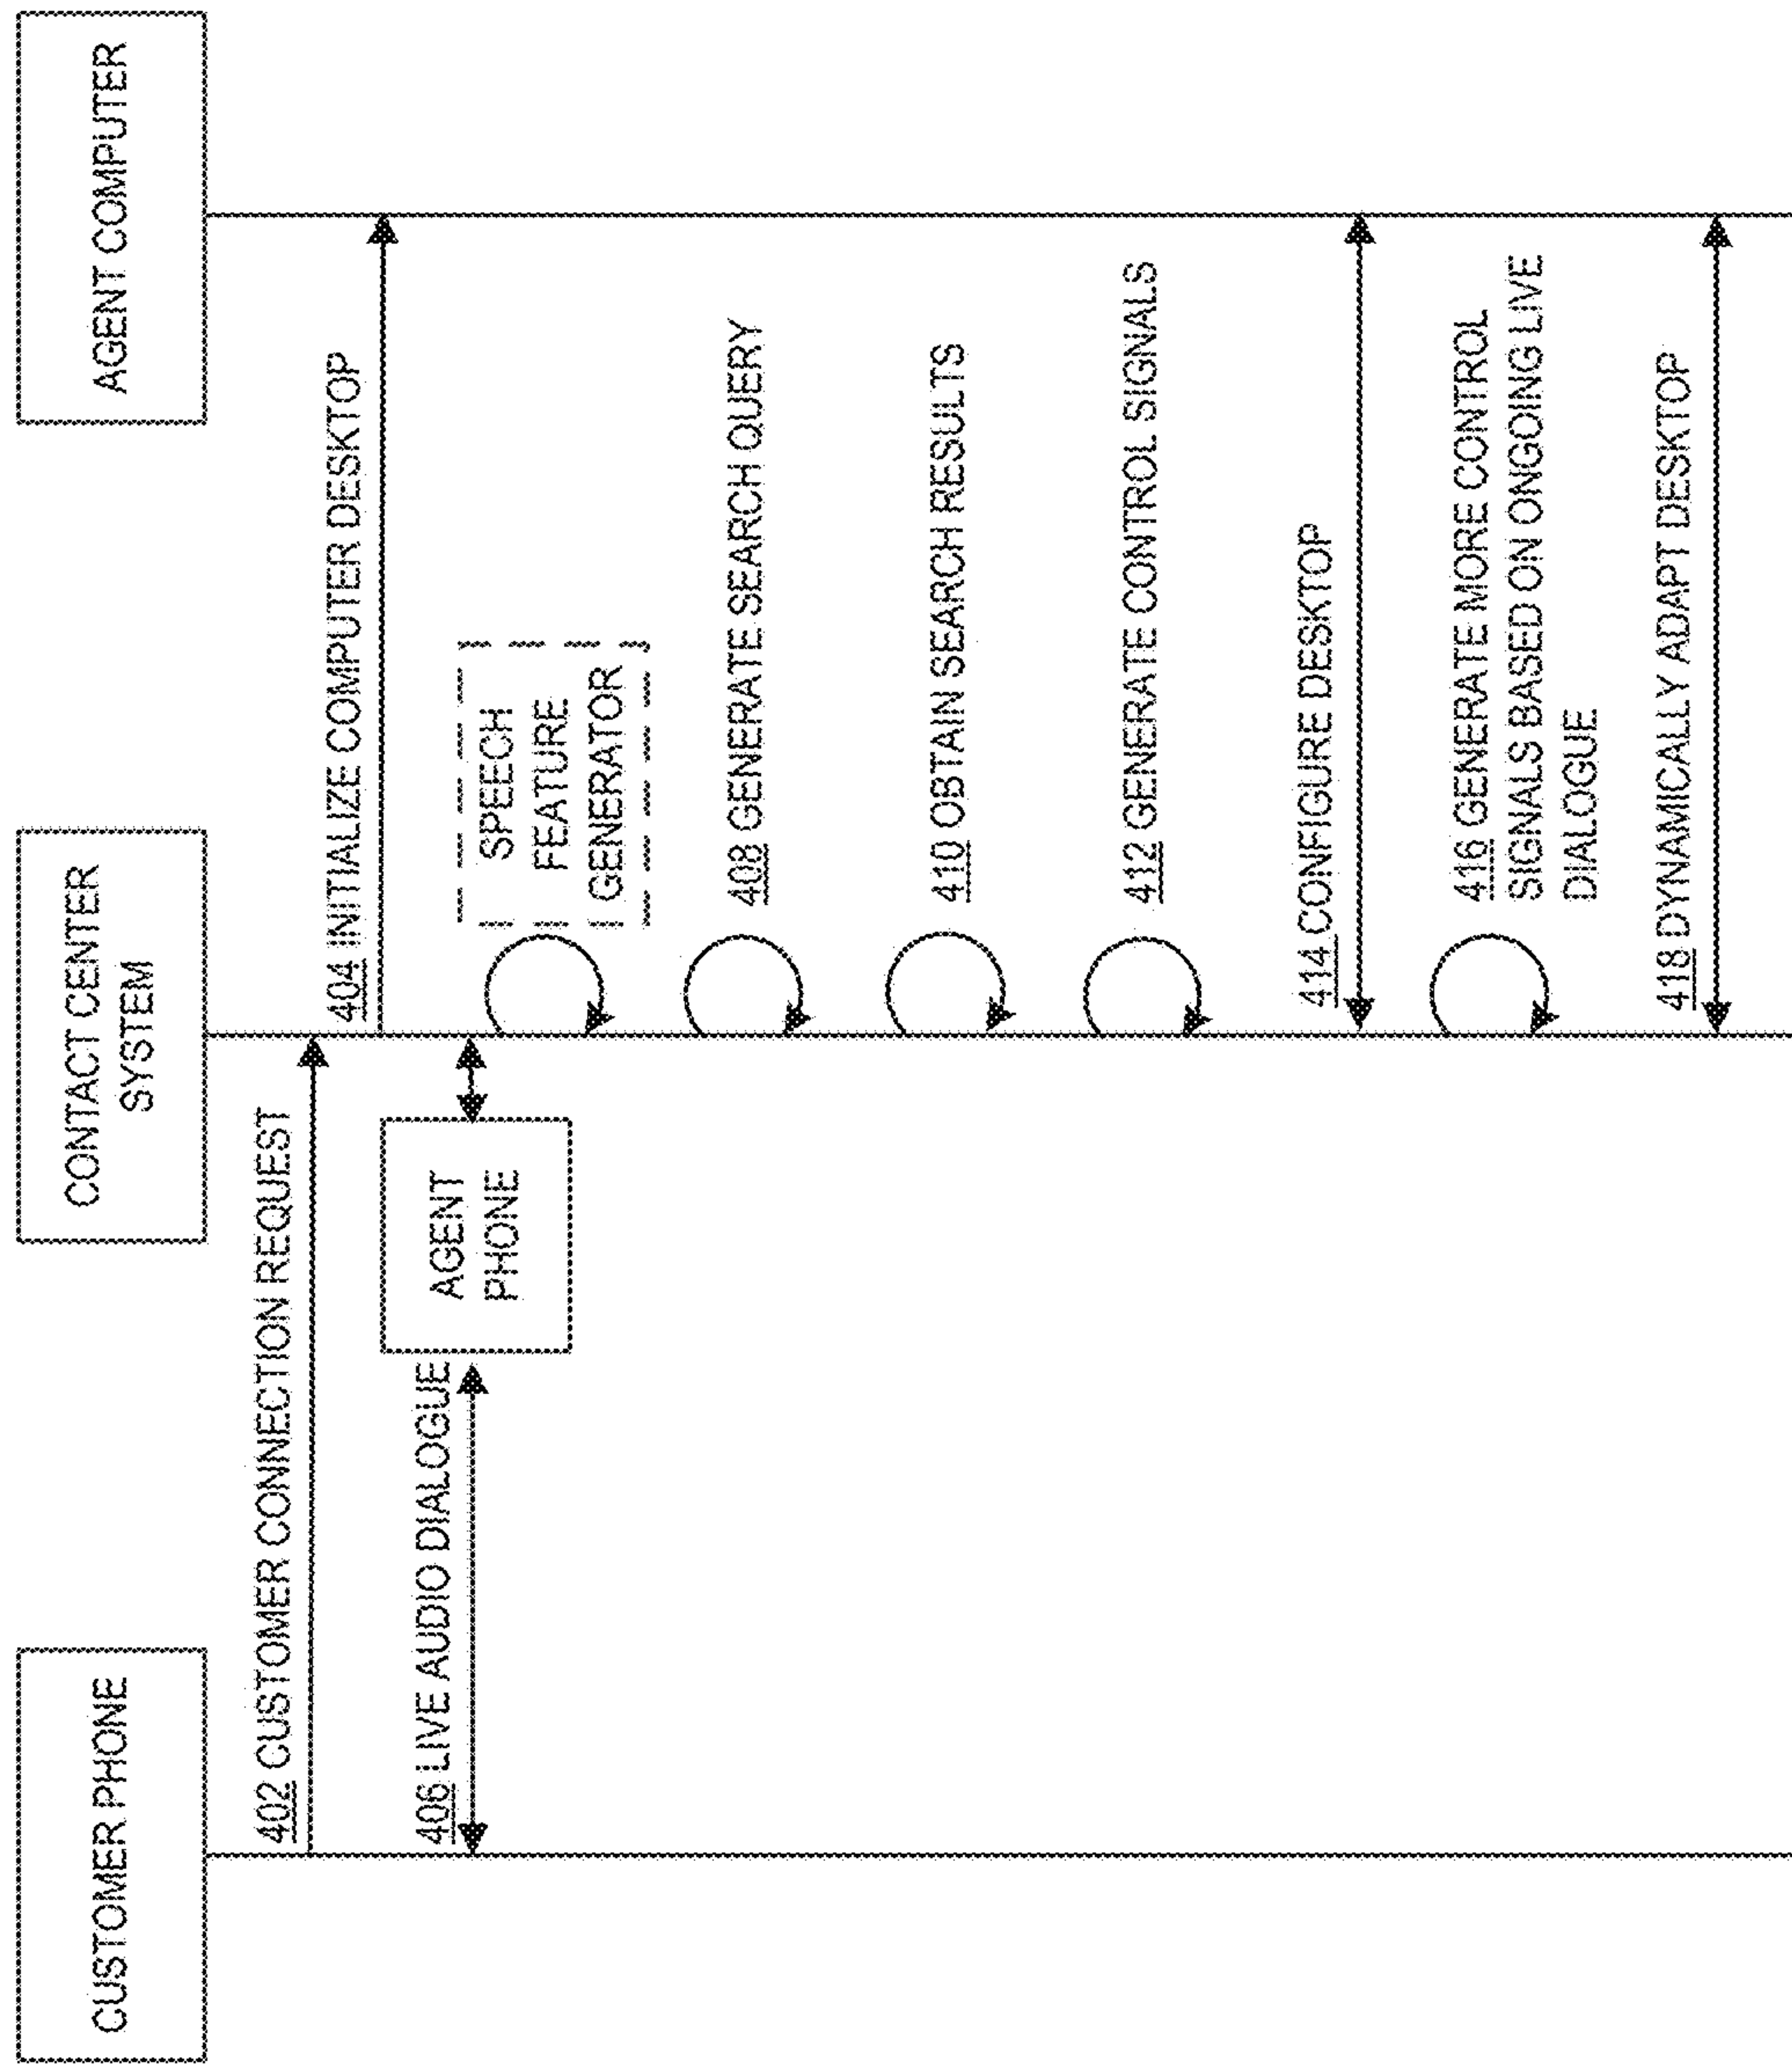 CUSTOMER PHONE
CONTACT CENTER
SYSTEM
AGENT COMPUTER
402 CUSTOMER CONNECTION REQUEST
404 INITIALIZE COMPUTER DESKTOP
406 LIVE AUDIO DIALOGUE
AGENT
PHONE
SPEECH
FEATURE
GENERATOR
408 GENERATE SEARCH QUERY
410 OBTAIN SEARCH RESULTS
412 GENERATE CONTROL SIGNALS
414 CONFIGURE DESKTOP
416 GENERATE MORE CONTROL
SIGNALS BASED ON ONGOING LIVE
DIALOGUE
418 DYNAMICALLY ADAPT DESKTOP